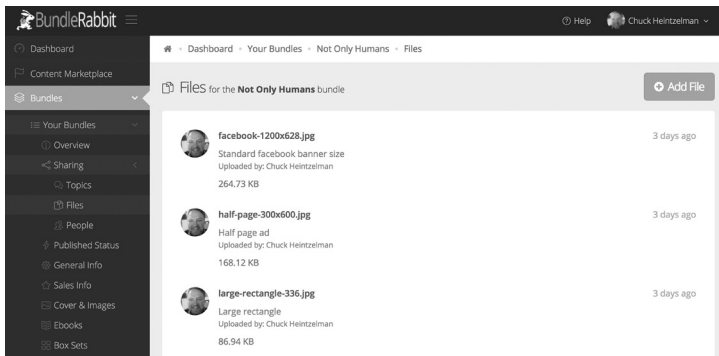 BundleRabbit
Help
Chuck Heintzelman
Dashboard
Content Marketplace
Bundles
Your Bundles
Overview
Sharing
Topics
Files
People
Published Status
General Info
Sales Info
Cover & Images
Ebooks
Box Sets
Dashboard Your Bundles Not Only Humans Files
Files for the Not Only Humans bundle
Add File
facebook-1200x628.jpg 3 days ago
Standard facebook banner size
Uploaded by: Chuck Heintzelman
264.73 KB
half-page-300x600.jpg 3 days ago
Half page ad
Uploaded by: Chuck Heintzelman
168.12 KB
large-rectangle-336.jpg 3 days ago
Large rectangle
Uploaded by: Chuck Heintzelman
86.94 KB